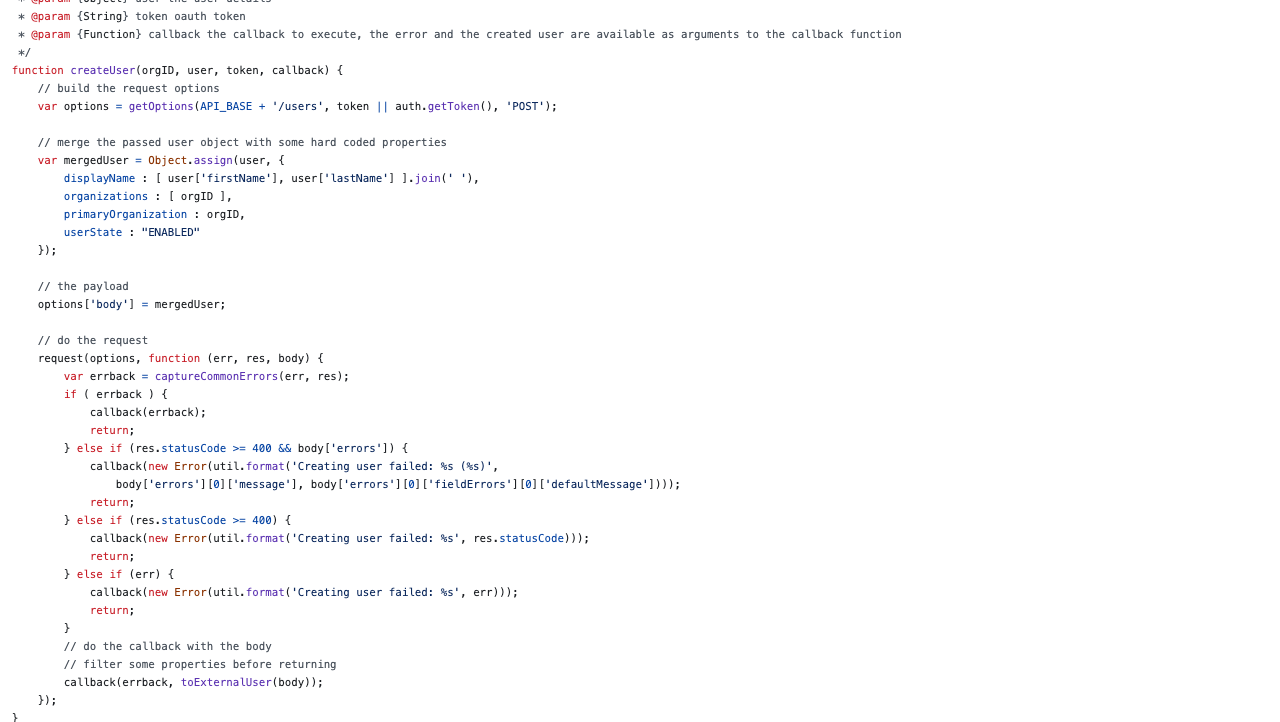 * @param {Object} user the user details
 * @param {String} token oauth token
 * @param {Function} callback the callback to execute, the error and the created user are available as arguments to the callback function
 */
function createUser(orgID, user, token, callback) {
    // build the request options
    var options = getOptions(API_BASE + '/users', token || auth.getToken(), 'POST');

    // merge the passed user object with some hard coded properties
    var mergedUser = Object.assign(user, {
        displayName : [ user['firstName'], user['lastName'] ].join(' '),
        organizations : [ orgID ],
        primaryOrganization : orgID,
        userState : "ENABLED"
    });

    // the payload
    options['body'] = mergedUser;

    // do the request
    request(options, function (err, res, body) {
        var errback = captureCommonErrors(err, res);
        if ( errback ) {
            callback(errback);
            return;
        } else if (res.statusCode >= 400 && body['errors']) {
            callback(new Error(util.format('Creating user failed: %s (%s)',
                body['errors'][0]['message'], body['errors'][0]['fieldErrors'][0]['defaultMessage'])));
            return;
        } else if (res.statusCode >= 400) {
            callback(new Error(util.format('Creating user failed: %s', res.statusCode)));
            return;
        } else if (err) {
            callback(new Error(util.format('Creating user failed: %s', err)));
            return;
        }
        // do the callback with the body
        // filter some properties before returning
        callback(errback, toExternalUser(body));
    });
}